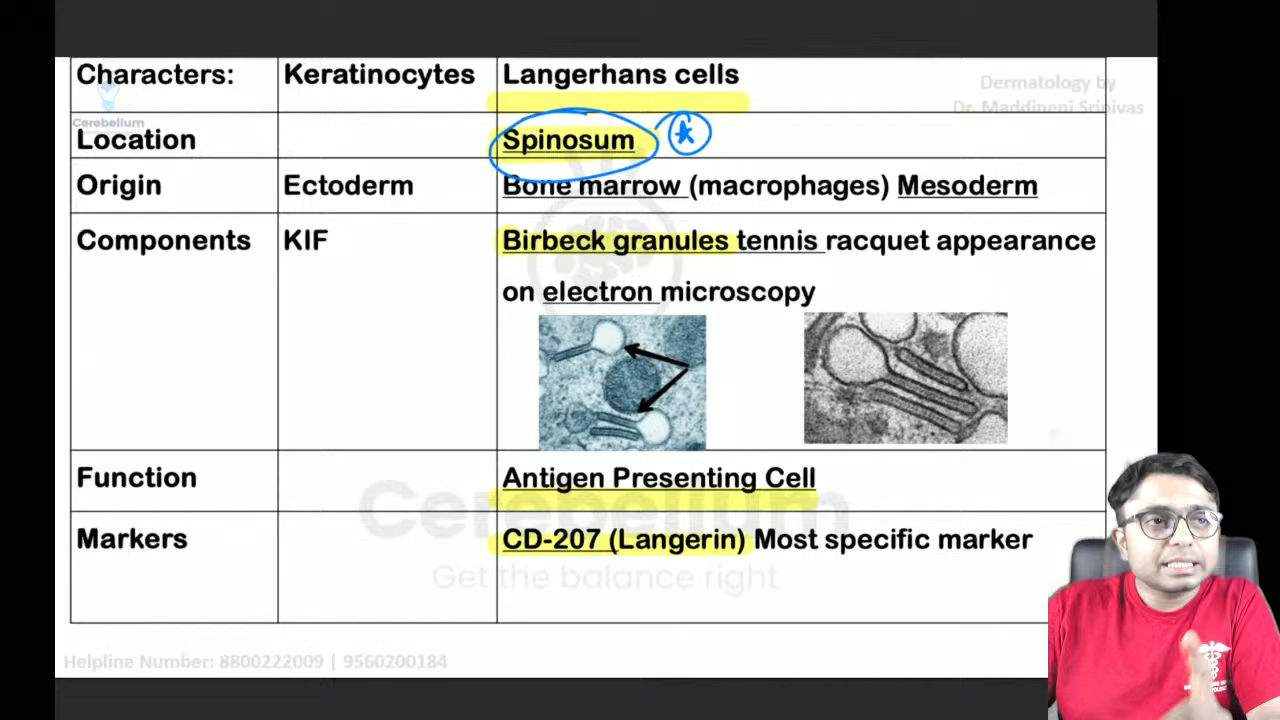 Characters: Keratinocytes Langerhans cells
Dermatology by
Dr. Maddineni Srinivas
Cerebellum
Location Spinosum
Origin Ectoderm Bone marrow (macrophages) Mesoderm
Components KIF Birbeck granules tennis racquet appearance
on electron microscopy
Function Antigen Presenting Cell
Cerebellum
Markers CD-207 (Langerin) Most specific marker
Get the balance right
Helpline Number: 8800222009 | 9560200184